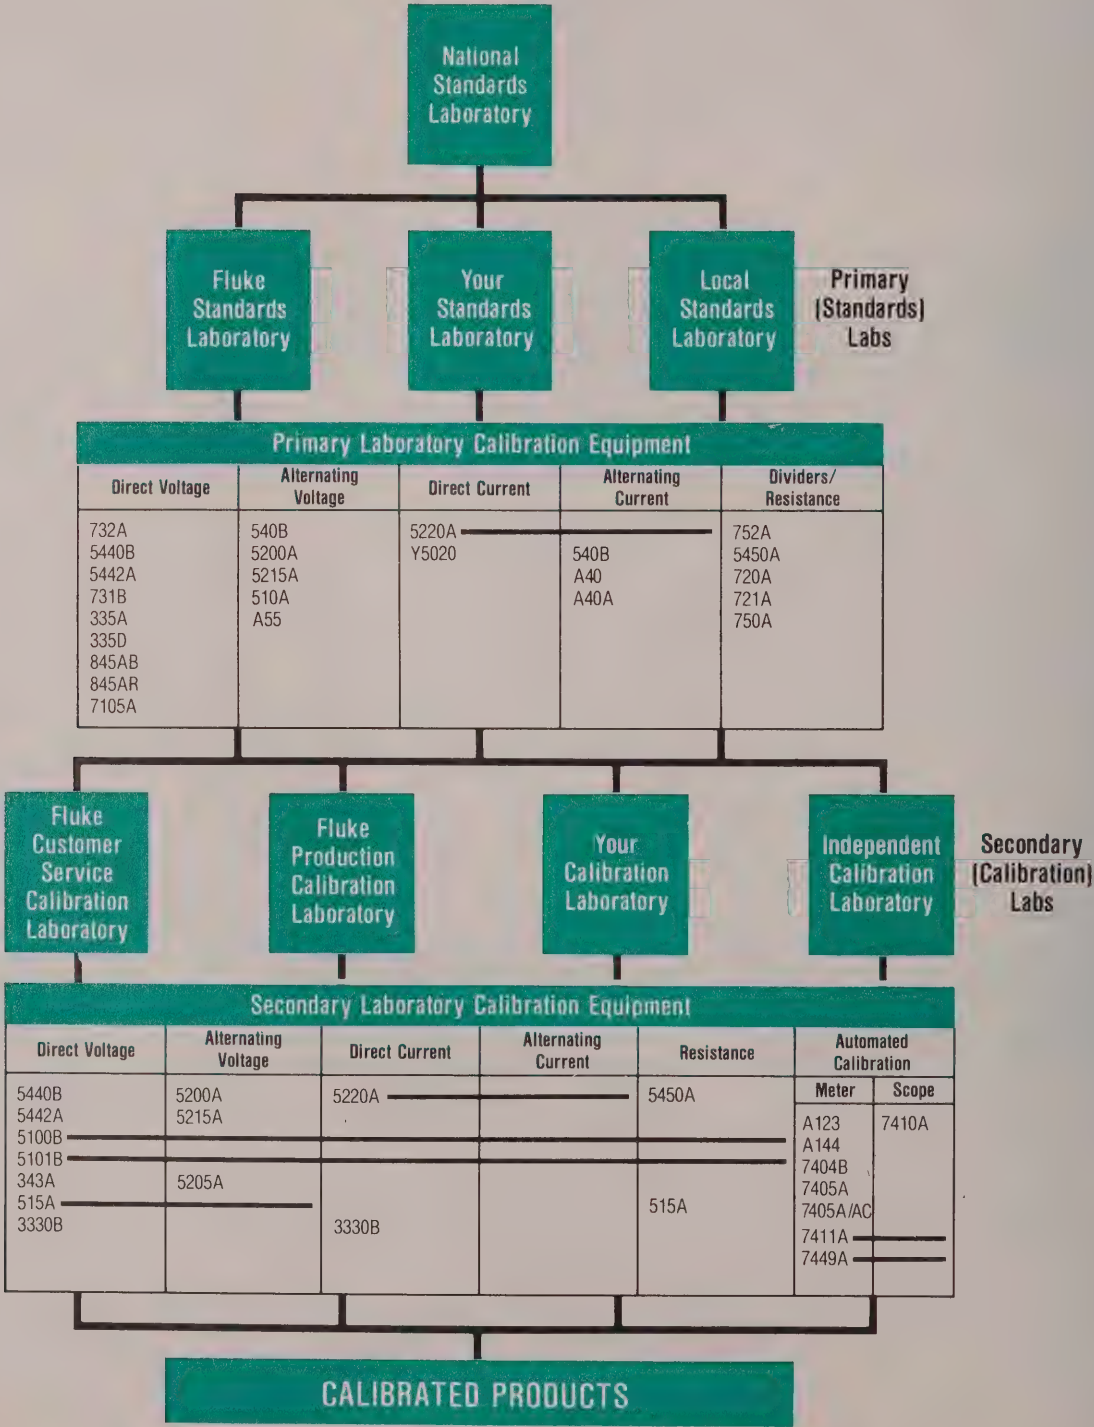 National
Standards
Laboratory
Fluke
Standards
Laboratory
Your
Standards
Laboratory
Local
Standards
Laboratory
Primary
(Standards)
Labs
Primary Laboratory Calibration Equipment
Direct Voltage
Alternating
Voltage
Direct Current
Alternating
Current
Dividers/
Resistance
732A
5440B
5442A
731B
335A
335D
845AB
845AR
7105A
540B
5200A
5215A
510A
A55
5220A
Y5020
540B
A40
A40A
752A
5450A
720A
721A
750A
Fluke
Customer
Service
Calibration
Laboratory
Fluke
Production
Calibration
Laboratory
Your
Calibration
Laboratory
Independent
Calibration
Laboratory
Secondary
(Calibration)
Labs
Secondary Laboratory Calibration Equipment
Direct Voltage
Alternating
Voltage
Direct Current
Alternating
Current
Resistance
Automated
Calibration
Meter
Scope
5440B
5442A
5100B
5101B
343A
515A
3330B
5200A
5215A
5205A
5220A
3330B
5450A
515A
A123
A144
7404B
7405A
7405A/AC
7411A
7449A
7410A
CALIBRATED PRODUCTS